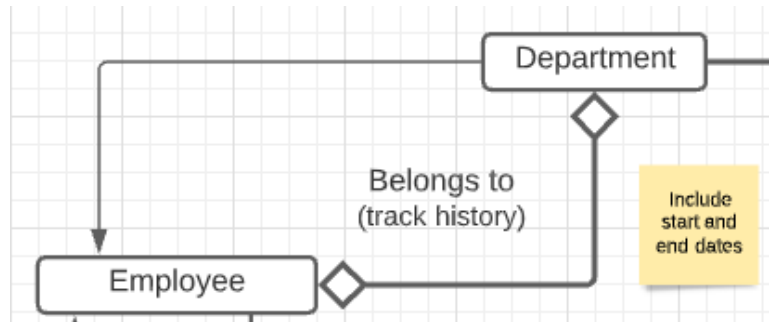 Department
Belongs to
(track history)
Include
start and
end dates
Employee